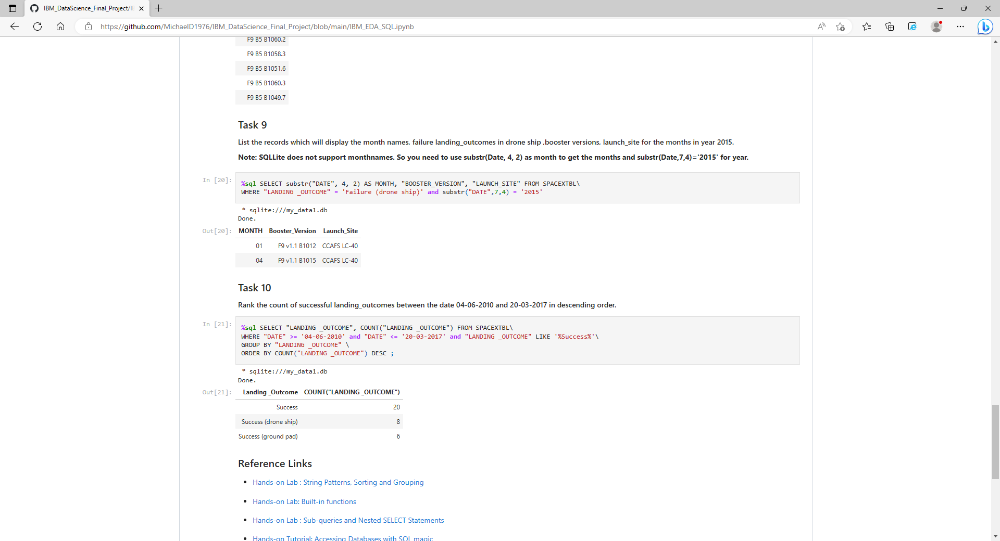 IBM_DataScience_Final_Project/IE
https://github.com/MichaelD1976/IBM_DataScience_Final_Project/blob/main/IBM_EDA_SQL.ipynb
F9 B5 B1060.2
F9 B5 B1058.3
F9 B5 B1051.6
F9 B5 B1060.3
F9 B5 B1049.7
Task 9
List the records which will display the month names, failure landing_outcomes in drone ship ,booster versions, launch_site for the months in year 2015.
Note: SQLLite does not support monthnames. So you need to use substr(Date, 4, 2) as month to get the months and substr(Date,7,4)='2015' for year.
In [20]:
%sql SELECT substr("DATE", 4, 2) AS MONTH, "BOOSTER_VERSION", "LAUNCH_SITE" FROM SPACEXTBL\
WHERE "LANDING _OUTCOME" = 'Failure (drone ship)' and substr("DATE",7,4) = '2015'
* sqlite:///my_data1.db
Done.
Out[20]:
MONTH Booster_Version Launch_Site
01 F9 v1.1 B1012 CCAFS LC-40
04 F9 v1.1 B1015 CCAFS LC-40
Task 10
Rank the count of successful landing_outcomes between the date 04-06-2010 and 20-03-2017 in descending order.
In [21]:
%sql SELECT "LANDING _OUTCOME", COUNT("LANDING _OUTCOME") FROM SPACEXTBL\
WHERE "DATE" >= '04-06-2010' and "DATE" <= '20-03-2017' and "LANDING _OUTCOME" LIKE '%Success%'\
GROUP BY "LANDING _OUTCOME" \
ORDER BY COUNT("LANDING _OUTCOME") DESC ;
* sqlite:///my_data1.db
Done.
Out[21]:
Landing _Outcome COUNT("LANDING _OUTCOME")
Success 20
Success (drone ship) 8
Success (ground pad) 6
Reference Links
Hands-on Lab : String Patterns, Sorting and Grouping
Hands-on Lab: Built-in functions
Hands-on Lab : Sub-queries and Nested SELECT Statements
Hands-on Tutorial: Accessing Databases with SQL magic